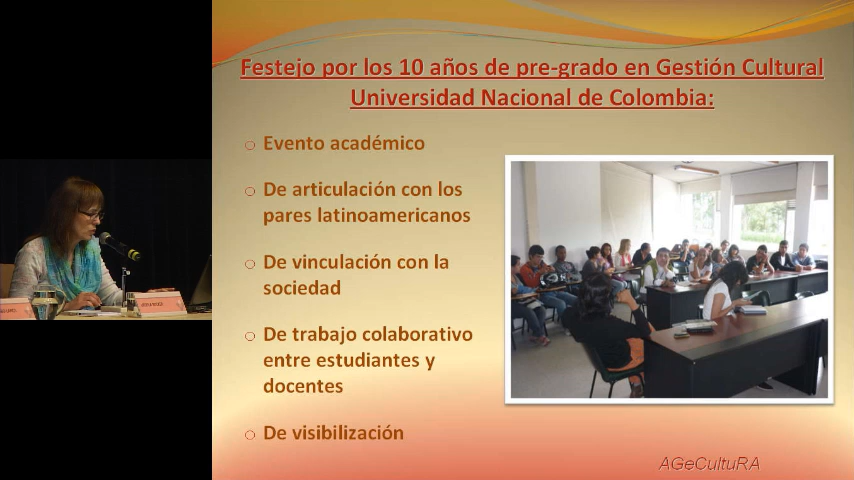 Festejo por los 10 años de pre-grado en Gestión Cultural
Universidad Nacional de Colombia:
o Evento académico
o De articulación con los
pares latinoamericanos
o De vinculación con la
sociedad
o De trabajo colaborativo
entre estudiantes y
docentes
o De visibilización
AGeCultuRA